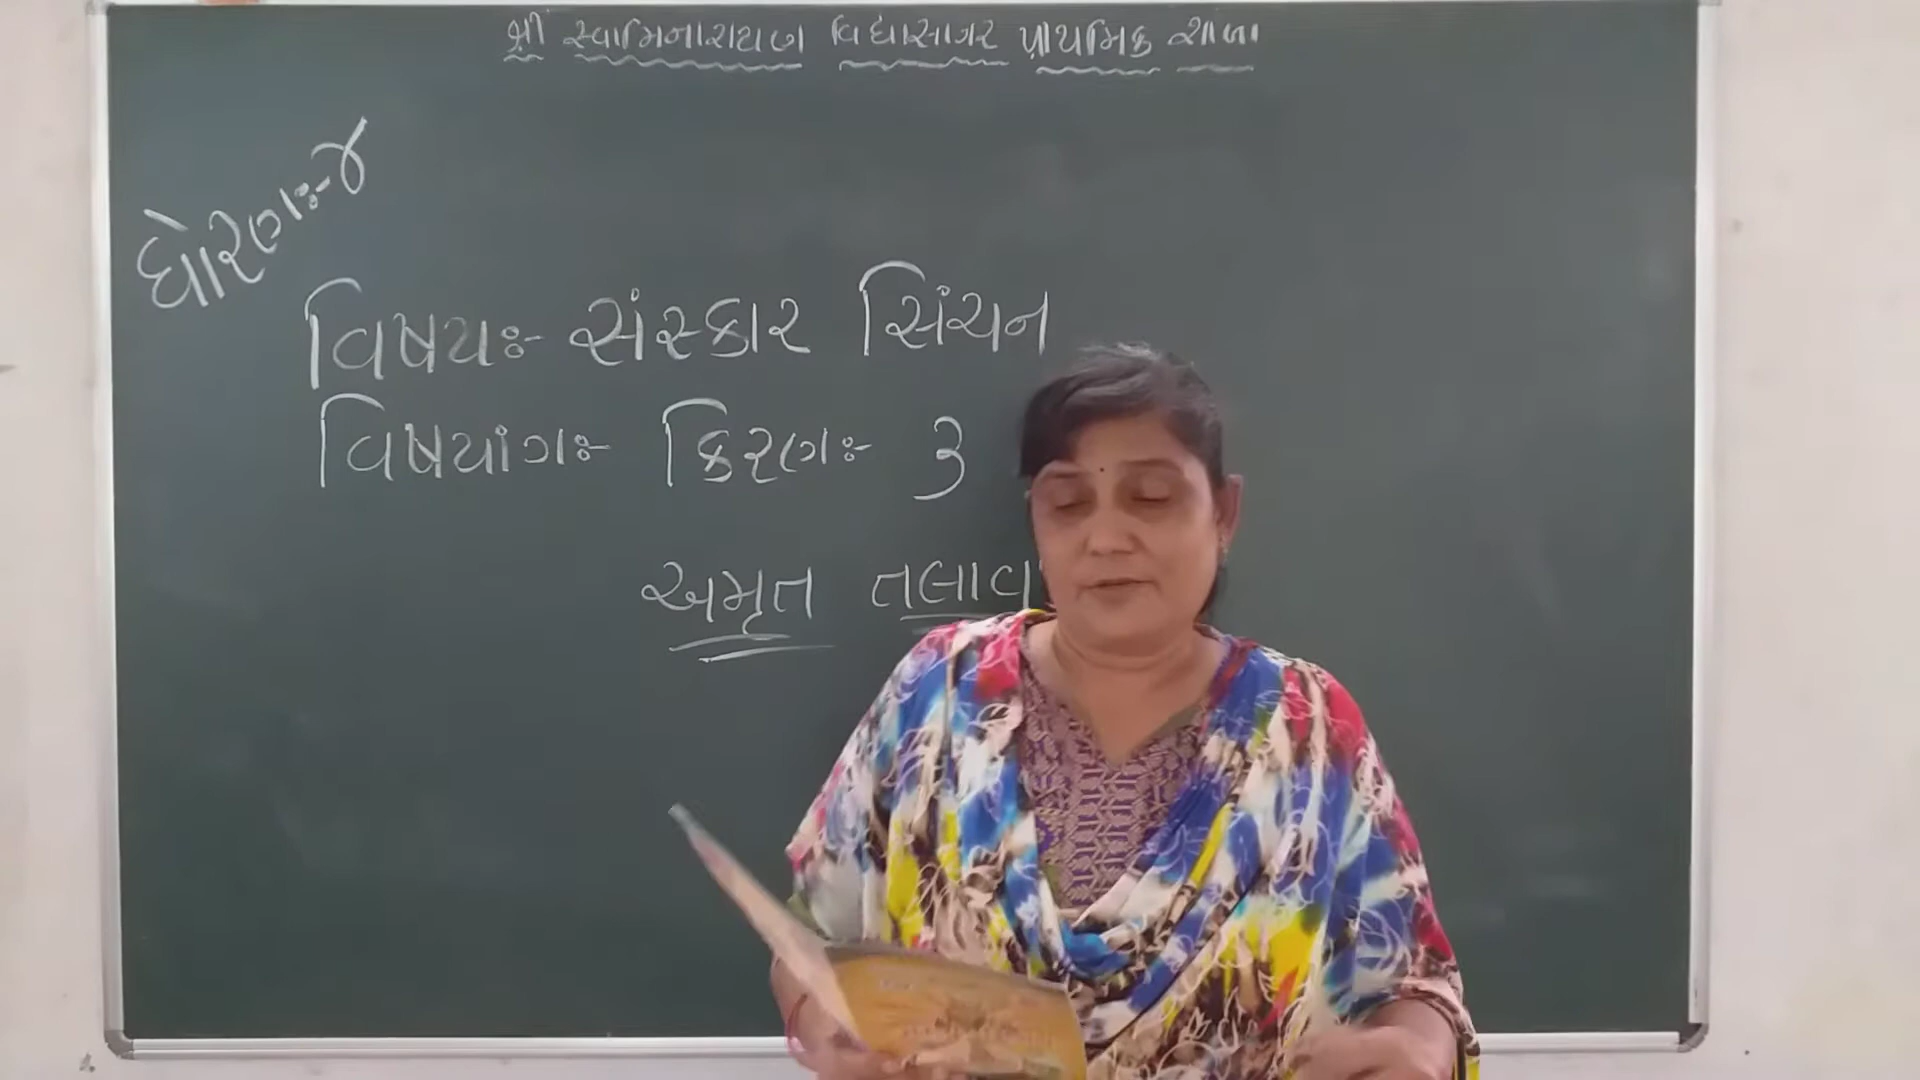 શ્રી સ્વામિનારાયણ વિદ્યાસાગર પ્રાથમિક શાળા
ધોરણઃ-૪
વિષયઃ- સંસ્કાર સિંચન
વિષયાંગઃ- કિરણઃ- ૩
અમૃત તલાવ